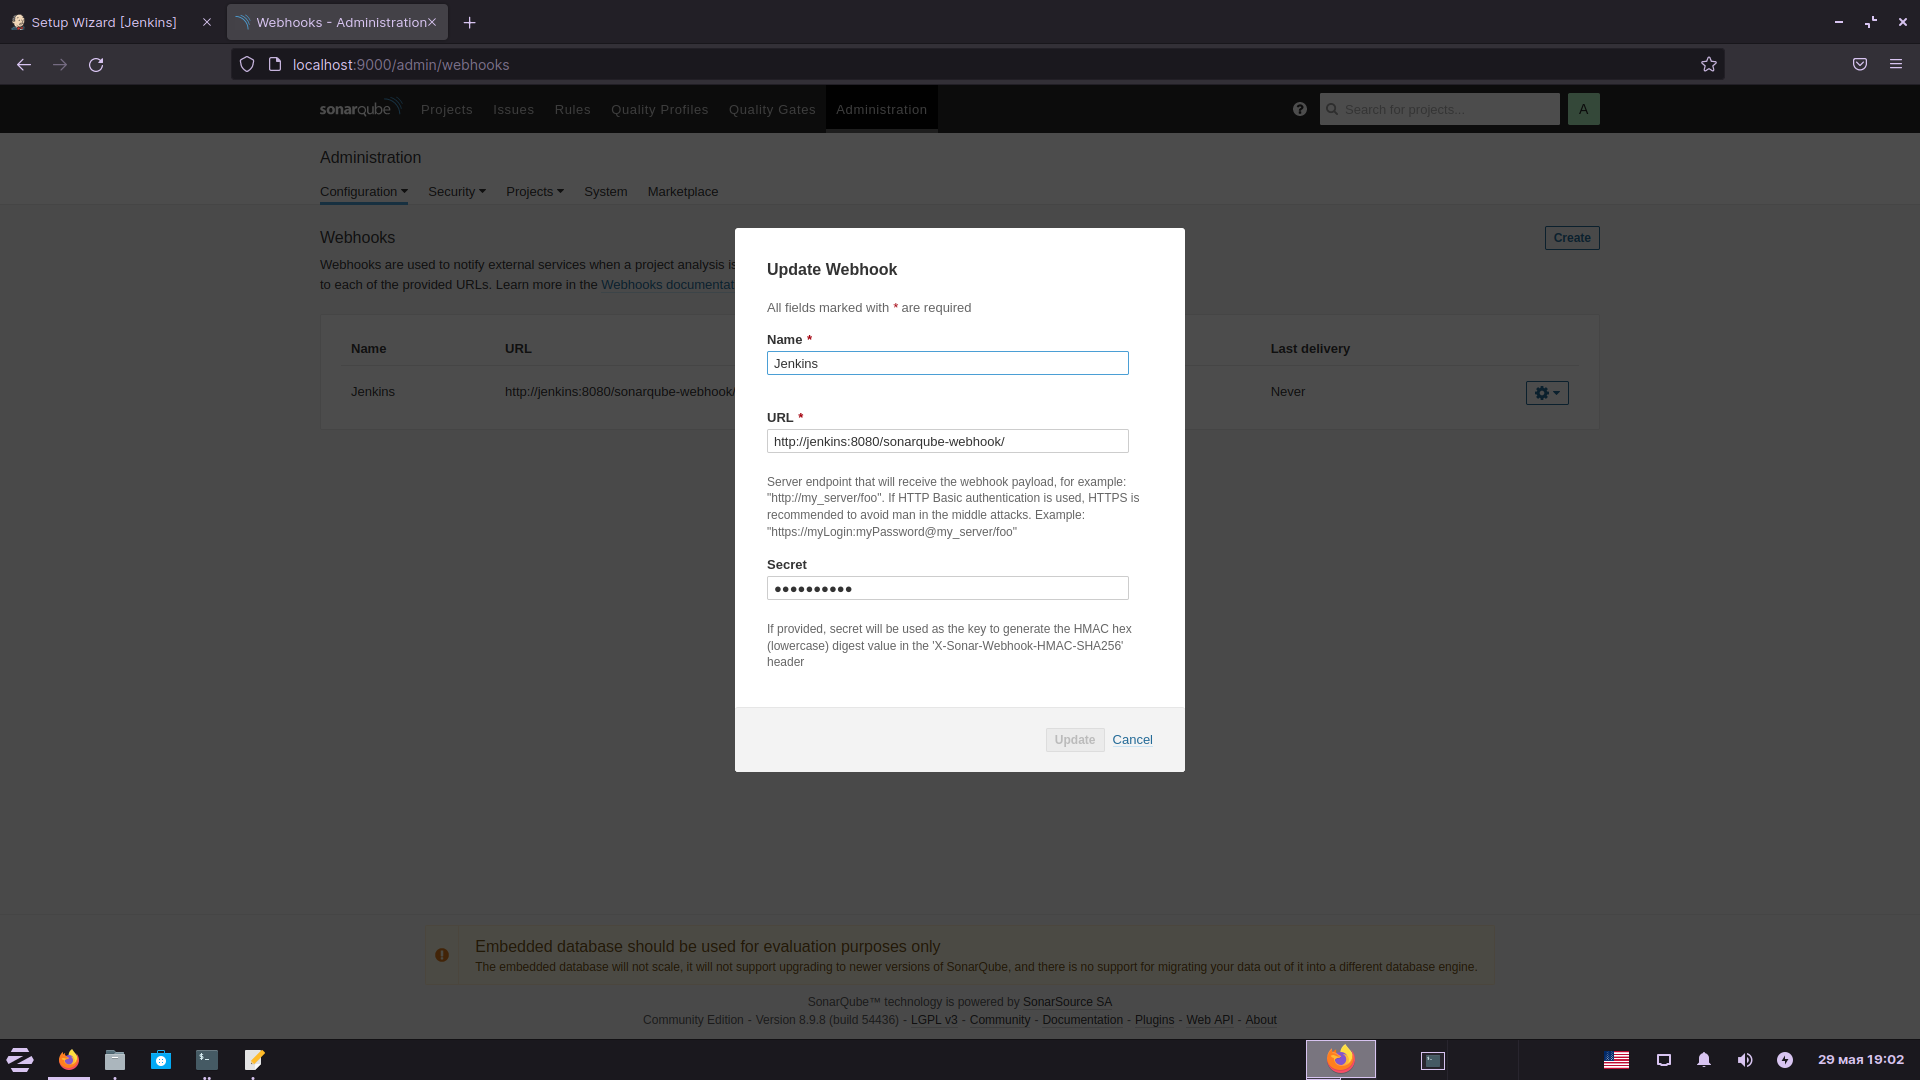 Setup Wizard [Jenkins]
Webhooks - Administration
localhost:9000/admin/webhooks
sonarqube
Projects
Issues
Rules
Quality Profiles
Quality Gates
Administration
Search for projects...
A
Administration
Configuration
Security
Projects
System
Marketplace
Webhooks
Create
Webhooks are used to notify external services when a project analysis is
to each of the provided URLs. Learn more in the Webhooks documentat
Name
URL
Last delivery
Jenkins
http://jenkins:8080/sonarqube-webhook/
Never
Update Webhook
All fields marked with * are required
Name *
Jenkins
URL *
http://jenkins:8080/sonarqube-webhook/
Server endpoint that will receive the webhook payload, for example:
"http://my_server/foo". If HTTP Basic authentication is used, HTTPS is
recommended to avoid man in the middle attacks. Example:
"https://myLogin:myPassword@my_server/foo"
Secret
●●●●●●●●●●
If provided, secret will be used as the key to generate the HMAC hex
(lowercase) digest value in the 'X-Sonar-Webhook-HMAC-SHA256'
header
Update
Cancel
Embedded database should be used for evaluation purposes only
The embedded database will not scale, it will not support upgrading to newer versions of SonarQube, and there is no support for migrating your data out of it into a different database engine.
SonarQube™ technology is powered by SonarSource SA
Community Edition - Version 8.9.8 (build 54436) - LGPL v3 - Community - Documentation - Plugins - Web API - About
29 мая 19:02